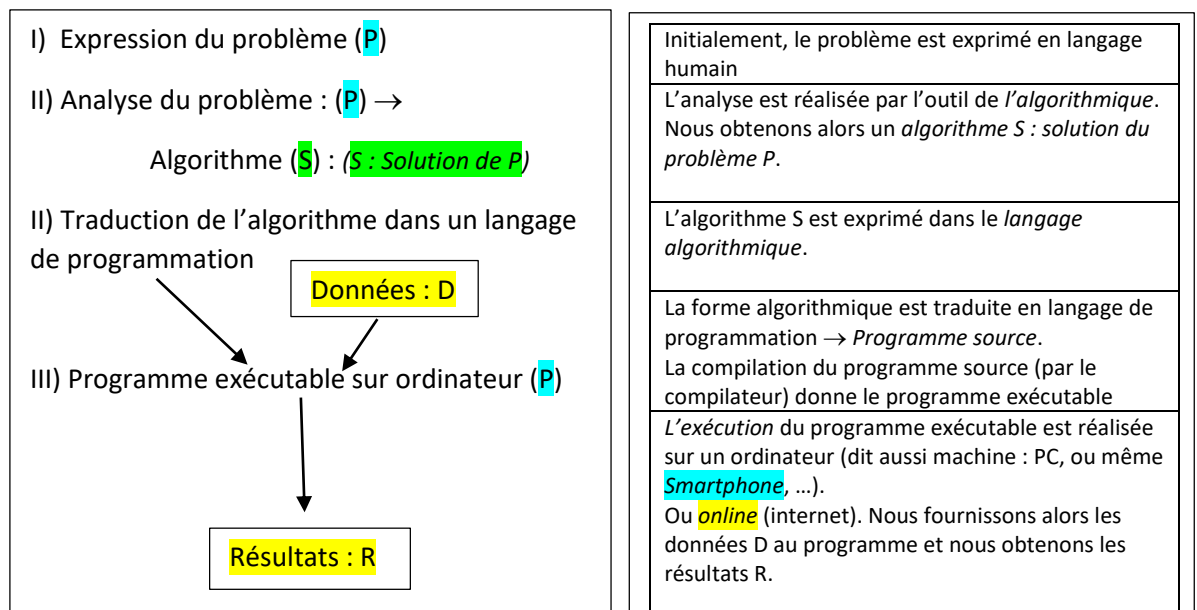 I) Expression du problème (P)
II) Analyse du problème : (P) →
Algorithme (S) : (S : Solution de P)
II) Traduction de l’algorithme dans un langage
de programmation
Données : D
III) Programme exécutable sur ordinateur (P)
Résultats : R
Initialement, le problème est exprimé en langage
humain
L’analyse est réalisée par l’outil de l’algorithmique.
Nous obtenons alors un algorithme S : solution du
problème P.
L’algorithme S est exprimé dans le langage
algorithmique.
La forme algorithmique est traduite en langage de
programmation → Programme source.
La compilation du programme source (par le
compilateur) donne le programme exécutable
L’exécution du programme exécutable est réalisée
sur un ordinateur (dit aussi machine : PC, ou même
Smartphone, …).
Ou online (internet). Nous fournissons alors les
données D au programme et nous obtenons les
résultats R.